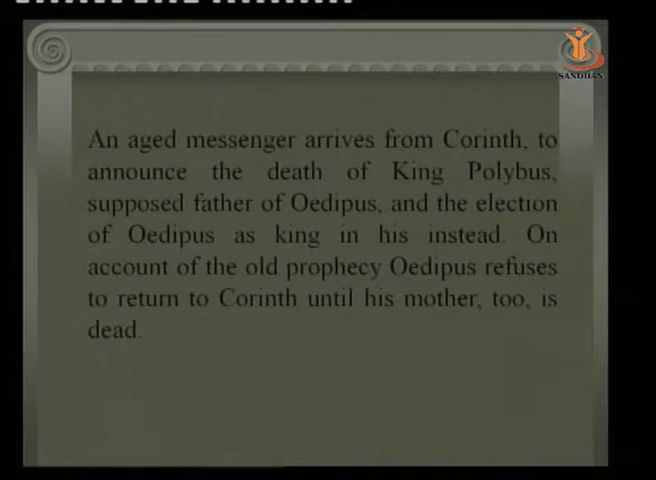 SANDHAN
An aged messenger arrives from Corinth, to
announce the death of King Polybus,
supposed father of Oedipus, and the election
of Oedipus as king in his instead. On
account of the old prophecy Oedipus refuses
to return to Corinth until his mother, too, is
dead.